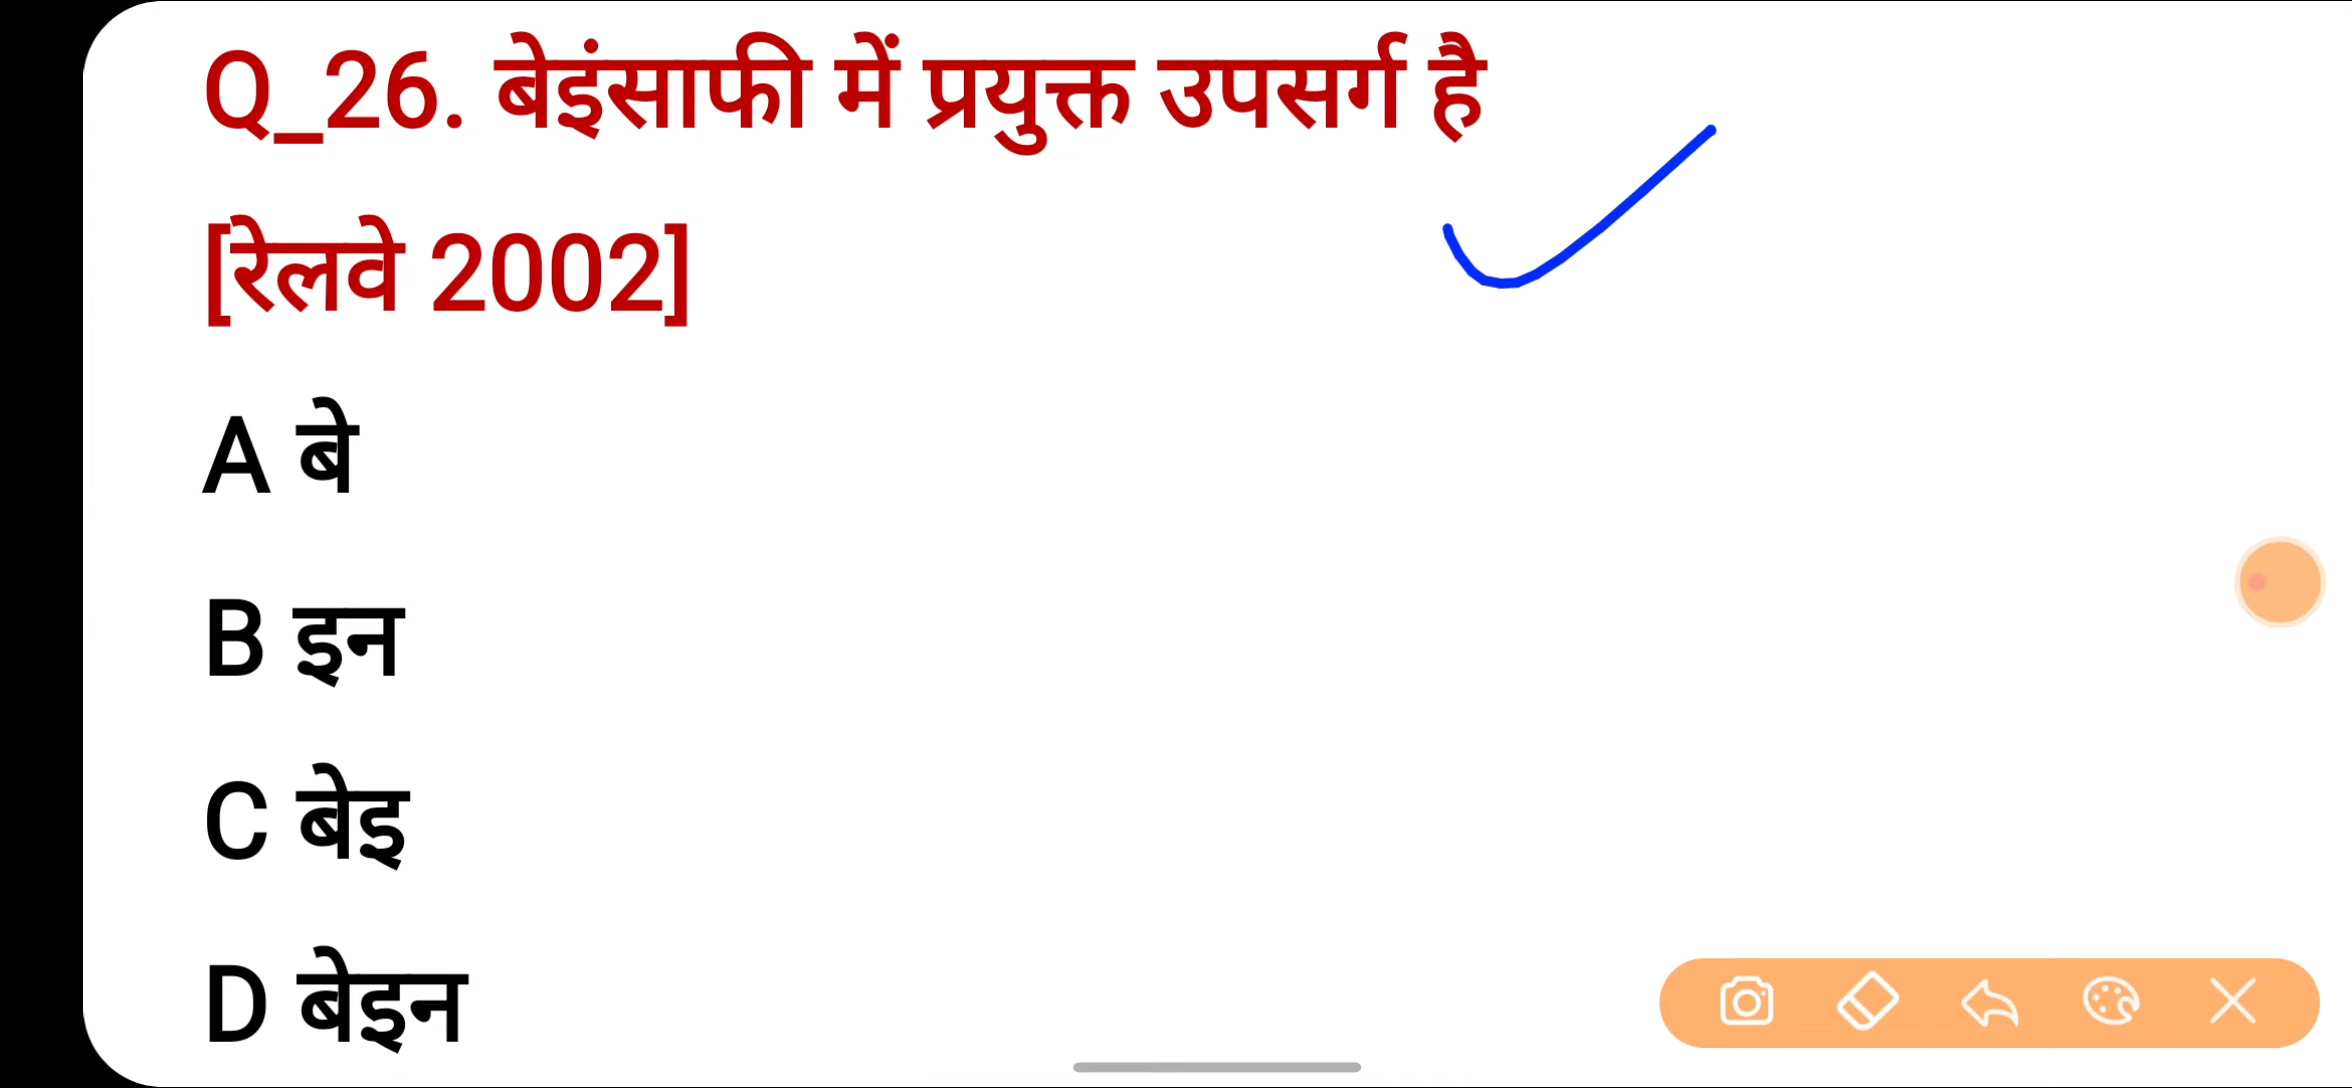 Q_26. बेइंसाफी में प्रयुक्त उपसर्ग है
[रेलवे 2002]
A बे
B इन
C बेइ
D बेइन